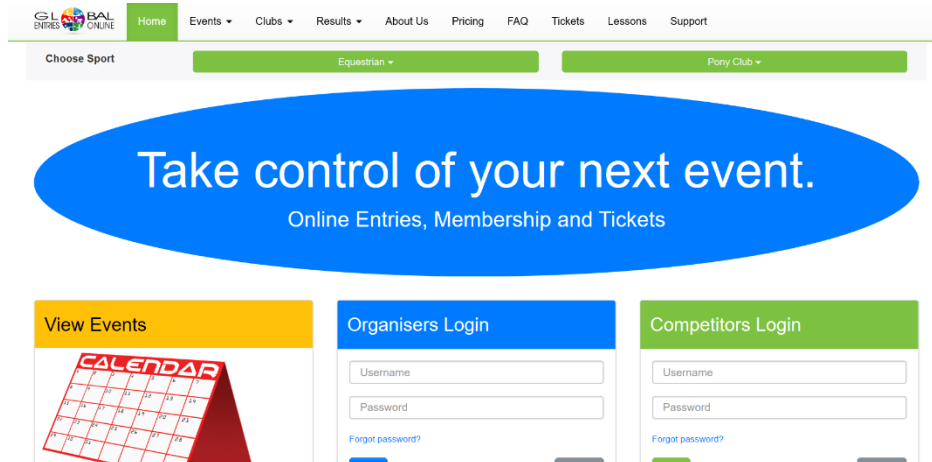 GL BAL
ENTRIES ONLINE
Home
Events
Clubs
Results
About Us
Pricing
FAQ
Tickets
Lessons
Support
Choose Sport
Equestrian
Pony Club
Take control of your next event.
Online Entries, Membership and Tickets
View Events
CALENDAR
Organisers Login
Username
Password
Forgot password?
Competitors Login
Username
Password
Forgot password?